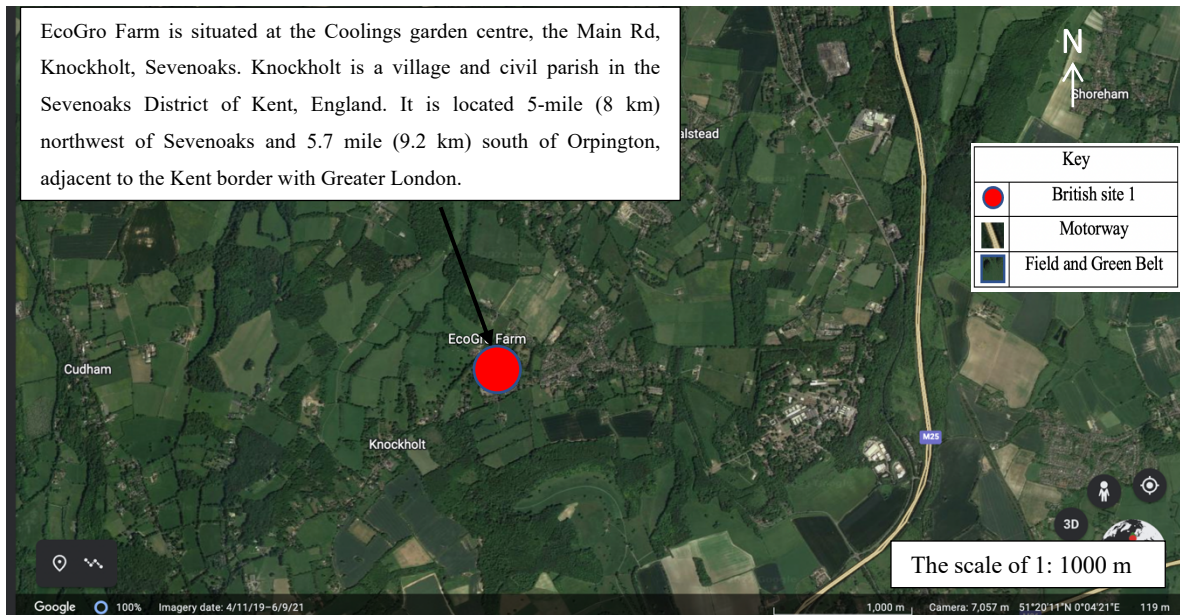 EcoGro Farm is situated at the Coolings garden centre, the Main Rd,
Knockholt, Sevenoaks. Knockholt is a village and civil parish in the
Sevenoaks District of Kent, England. It is located 5-mile (8 km)
northwest of Sevenoaks and 5.7 mile (9.2 km) south of Orpington,
adjacent to the Kent border with Greater London.
N
Shoreham
alstead
Key
British site 1
Motorway
Field and Green Belt
EcoGro Farm
Cudham
Knockholt
M25
3D
The scale of 1: 1000 m
Google 100% Imagery date: 4/11/19–6/9/21 1,000 m Camera: 7,057 m 51°20'11"N 0°04'21"E 119 m